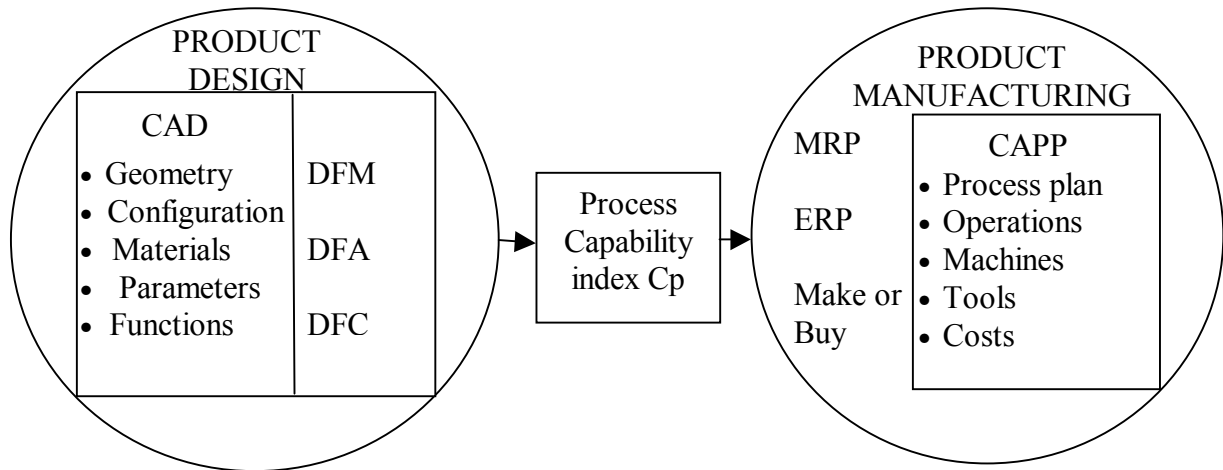 PRODUCT
DESIGN
CAD
• Geometry
• Configuration
• Materials
• Parameters
• Functions
DFM
DFA
DFC
Process
Capability
index Cp
PRODUCT
MANUFACTURING
MRP
ERP
Make or
Buy
CAPP
• Process plan
• Operations
• Machines
• Tools
• Costs